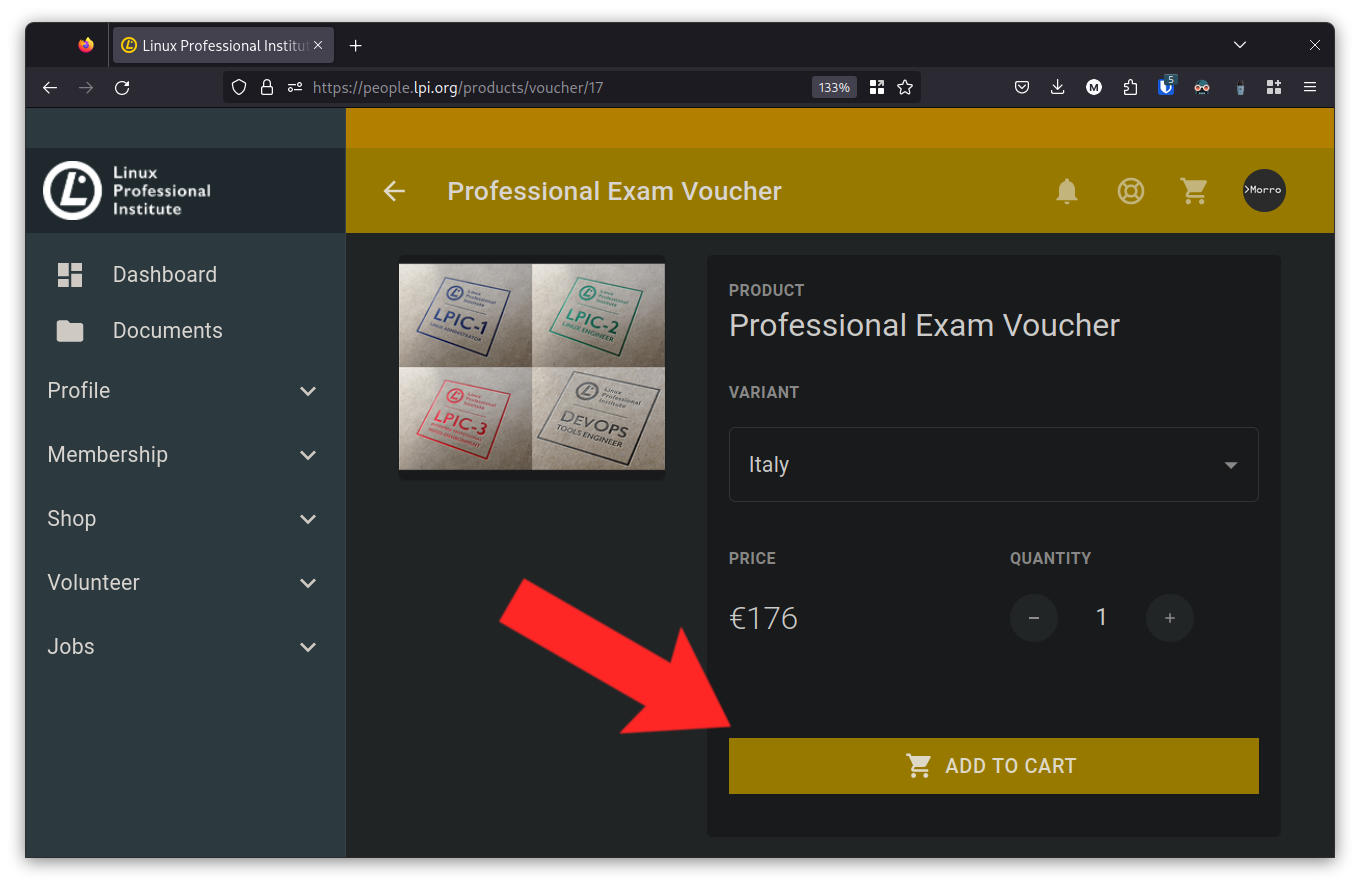 Linux Professional Institu
https://people.lpi.org/products/voucher/17
133%
5
Linux
Professional
Institute
Professional Exam Voucher
>Morro
Dashboard
Documents
Profile
Membership
Shop
Volunteer
Jobs
Linux
Professional
Institute
LPIC-1
LINUX ADMINISTRATOR
Linux
Professional
Institute
LPIC-2
LINUX ENGINEER
Linux
Professional
Institute
LPIC-3
Linux
Professional
Institute
DEVOPS
TOOLS ENGINEER
PRODUCT
Professional Exam Voucher
VARIANT
Italy
PRICE
QUANTITY
€176
− 1 +
ADD TO CART